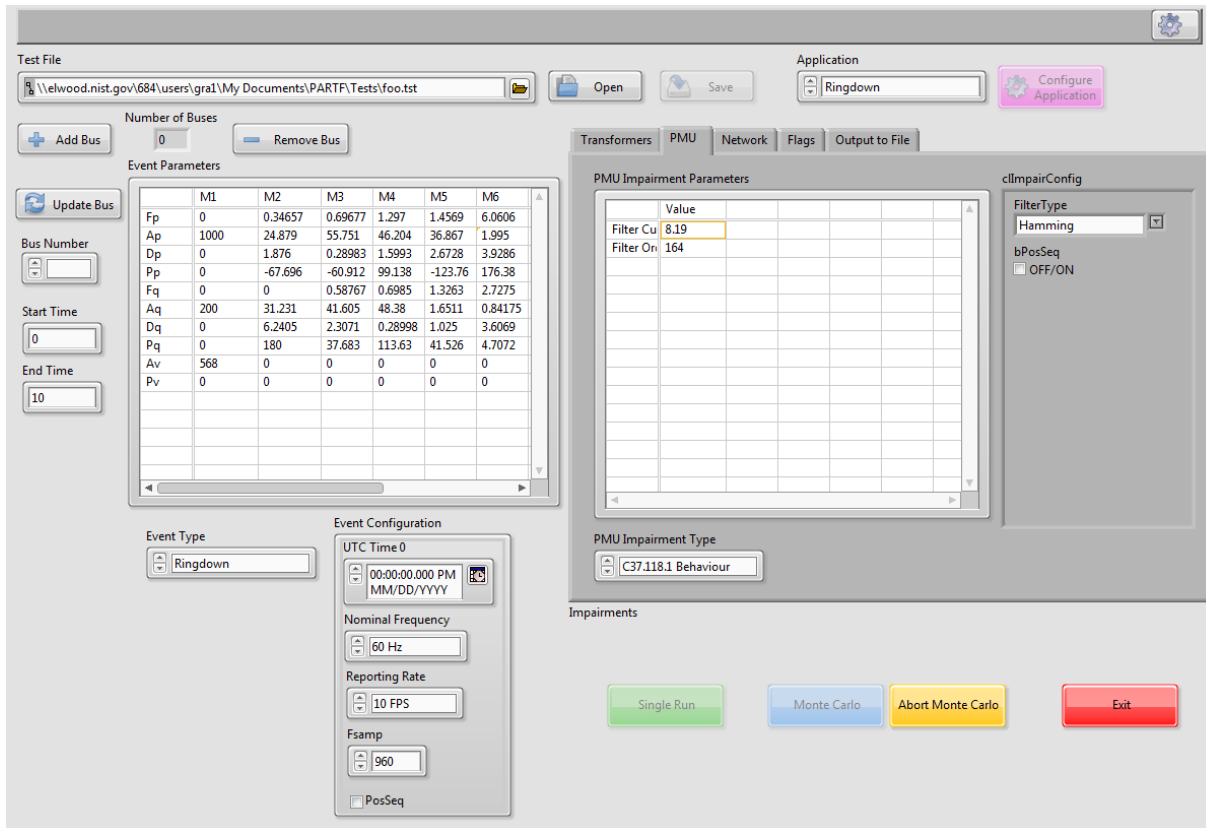 Test File
\\elwood.nist.gov\684\users\gra1\My Documents\PARTF\Tests\foo.tst
Open
Save
Application
Ringdown
Configure
Application
Add Bus
Number of Buses
0
Remove Bus
Event Parameters
Update Bus
Bus Number
Start Time
0
End Time
10
M1 M2 M3 M4 M5 M6
Fp 0 0.34657 0.69677 1.297 1.4569 6.0606
Ap 1000 24.879 55.751 46.204 36.867 1.995
Dp 0 1.876 0.28983 1.5993 2.6728 3.9286
Pp 0 -67.696 -60.912 99.138 -123.76 176.38
Fq 0 0 0.58767 0.6985 1.3263 2.7275
Aq 200 31.231 41.605 48.38 1.6511 0.84175
Dq 0 6.2405 2.3071 0.28998 1.025 3.6069
Pq 0 180 37.683 113.63 41.526 4.7072
Av 568 0 0 0 0 0
Pv 0 0 0 0 0 0
Event Type
Ringdown
Event Configuration
UTC Time 0
00:00:00.000 PM
MM/DD/YYYY
Nominal Frequency
60 Hz
Reporting Rate
10 FPS
Fsamp
960
PosSeq
Transformers PMU Network Flags Output to File
PMU Impairment Parameters
Value
Filter Cu 8.19
Filter Or 164
clImpairConfig
FilterType
Hamming
bPosSeq
OFF/ON
PMU Impairment Type
C37.118.1 Behaviour
Impairments
Single Run
Monte Carlo
Abort Monte Carlo
Exit